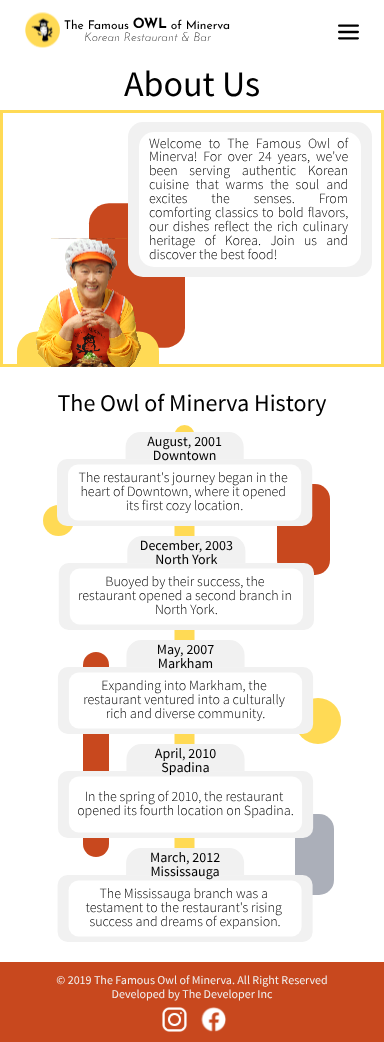 The Famous OWL of Minerva
Korean Restaurant & Bar
About Us
Welcome to The Famous Owl of
Minerva! For over 24 years, we've
been serving authentic Korean
cuisine that warms the soul and
excites the senses. From
comforting classics to bold flavors,
our dishes reflect the rich culinary
heritage of Korea. Join us and
discover the best food!
The Owl of Minerva History
August, 2001
Downtown
The restaurant's journey began in the
heart of Downtown, where it opened
its first cozy location.
December, 2003
North York
Buoyed by their success, the
restaurant opened a second branch in
North York.
May, 2007
Markham
Expanding into Markham, the
restaurant ventured into a culturally
rich and diverse community.
April, 2010
Spadina
In the spring of 2010, the restaurant
opened its fourth location on Spadina.
March, 2012
Mississauga
The Mississauga branch was a
testament to the restaurant's rising
success and dreams of expansion.
© 2019 The Famous Owl of Minerva. All Right Reserved
Developed by The Developer Inc